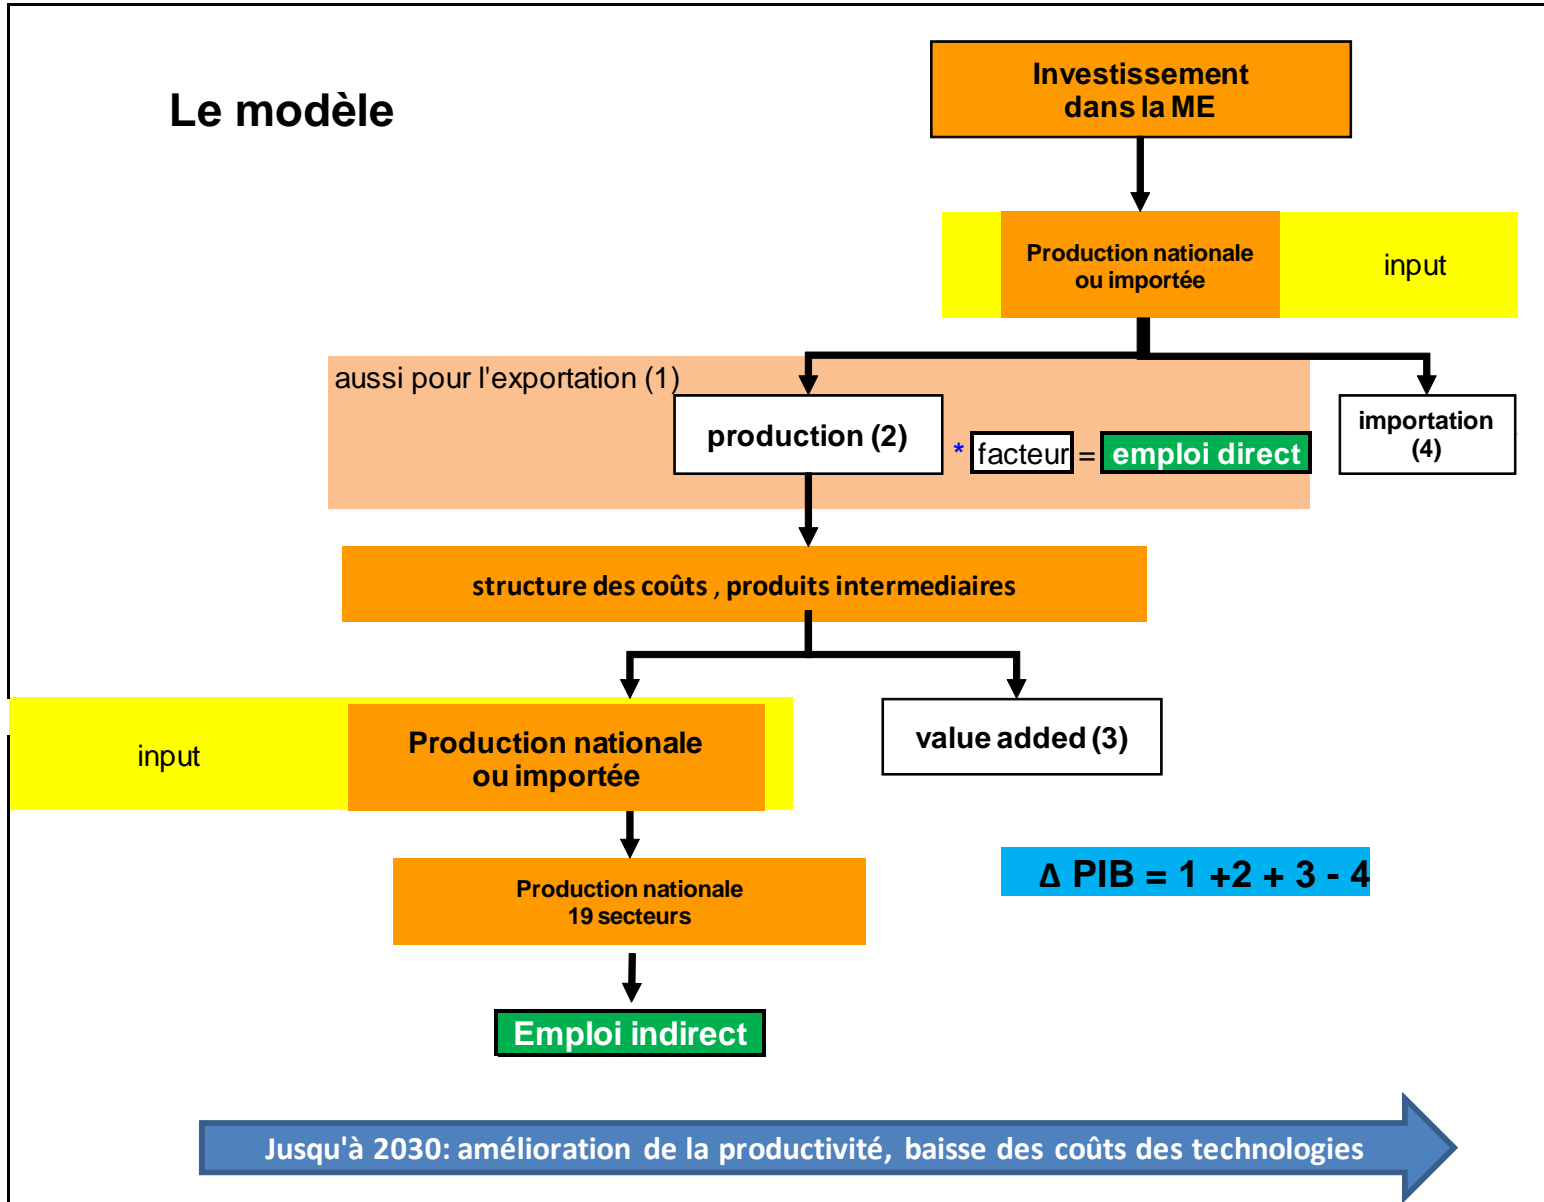 Le modèle
Investissement
dans la ME
Production nationale
ou importée
input
aussi pour l'exportation (1)
production (2)
* facteur = emploi direct
importation
(4)
structure des coûts , produits intermediaires
input
Production nationale
ou importée
value added (3)
Production nationale
19 secteurs
Δ PIB = 1 +2 + 3 - 4
Emploi indirect
Jusqu'à 2030: amélioration de la productivité, baisse des coûts des technologies